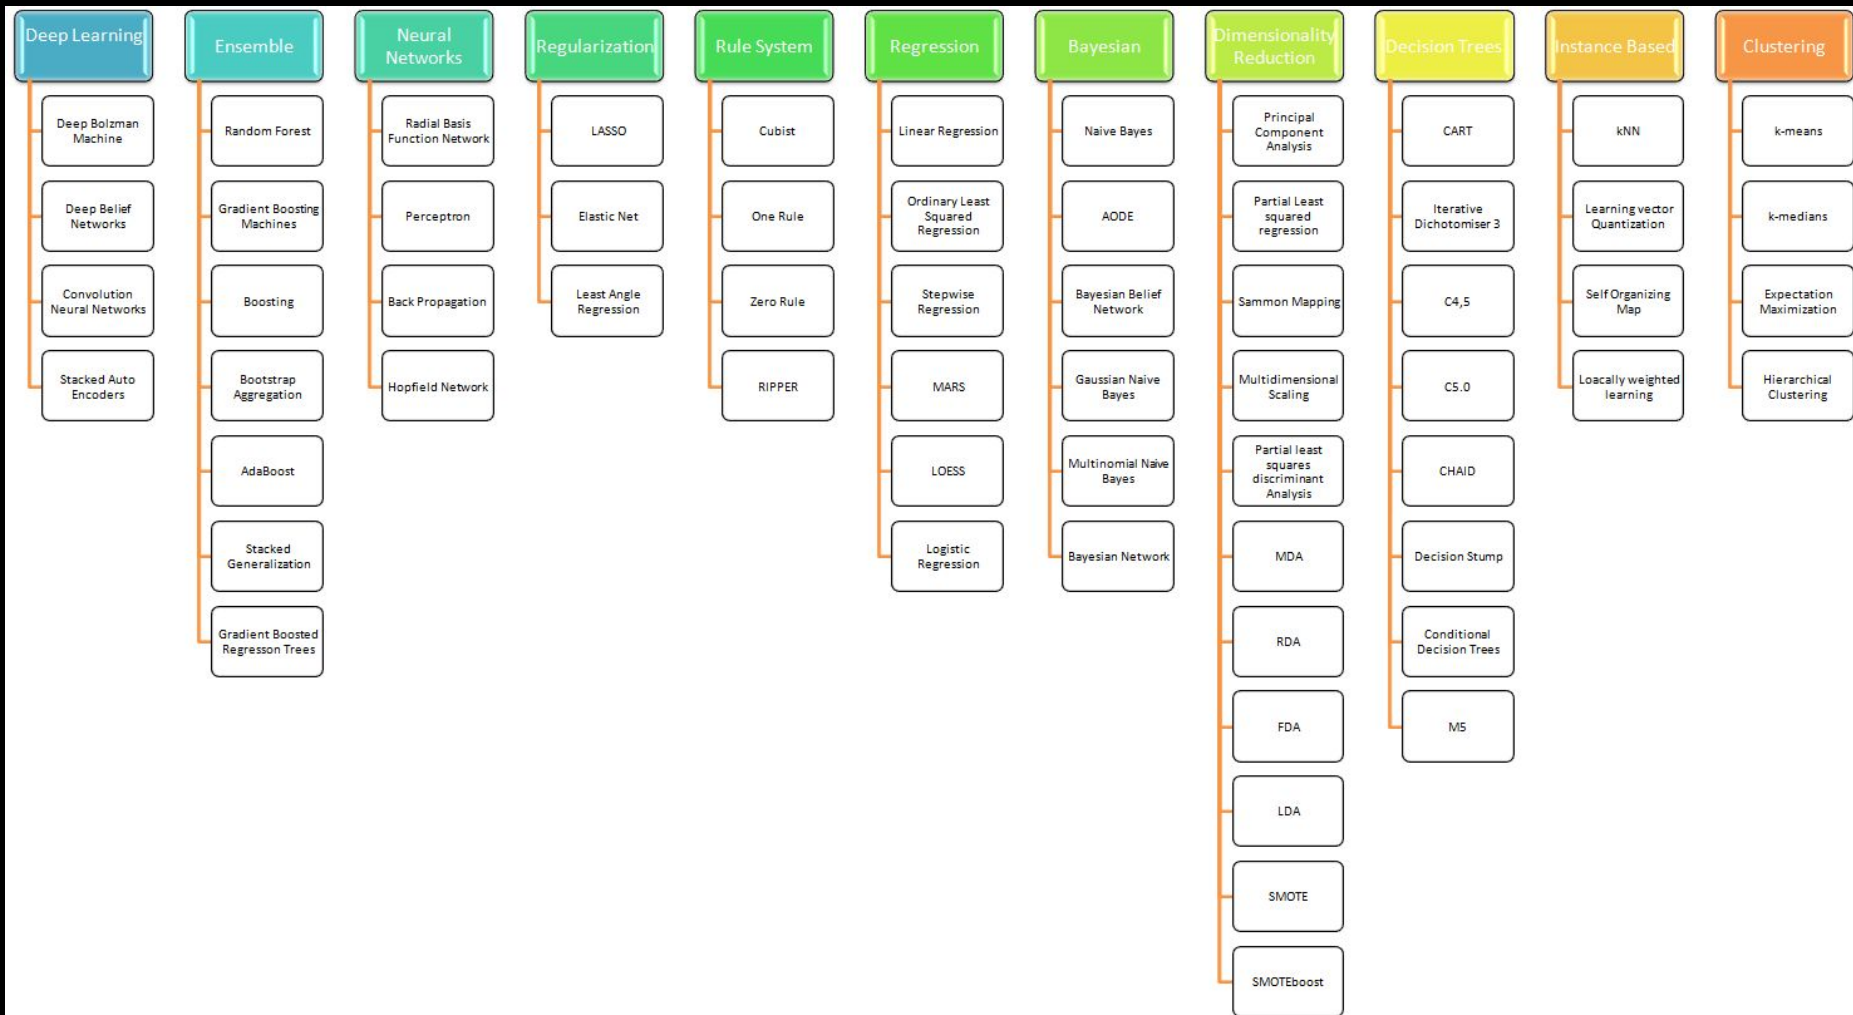 Deep Learning
Deep Bolzman
Machine
Deep Belief
Networks
Convolution
Neural Networks
Stacked Auto
Encoders
Ensemble
Random Forest
Gradient Boosting
Machines
Boosting
Bootstrap
Aggregation
AdaBoost
Stacked
Generalization
Gradient Boosted
Regresson Trees
Neural
Networks
Radial Basis
Function Network
Perceptron
Back Propagation
Hopfield Network
Regularization
LASSO
Elastic Net
Least Angle
Regression
Rule System
Cubist
One Rule
Zero Rule
RIPPER
Regression
Linear Regression
Ordinary Least
Squared
Regression
Stepwise
Regression
MARS
LOESS
Logistic
Regression
Bayesian
Naive Bayes
AODE
Bayesian Belief
Network
Gaussian Naive
Bayes
Multinomial Naive
Bayes
Bayesian Network
Dimensionality
Reduction
Principal
Component
Analysis
Partial Least
squared
regression
Sammon Mapping
Multidimensional
Scaling
Partial least
squares
discriminant
Analysis
MDA
RDA
FDA
LDA
SMOTE
SMOTEboost
Decision Trees
CART
Iterative
Dichotomiser 3
C4,5
C5.0
CHAID
Decision Stump
Conditional
Decision Trees
M5
Instance Based
kNN
Learning vector
Quantization
Self Organizing
Map
Loacally weighted
learning
Clustering
k-means
k-medians
Expectation
Maximization
Hierarchical
Clustering